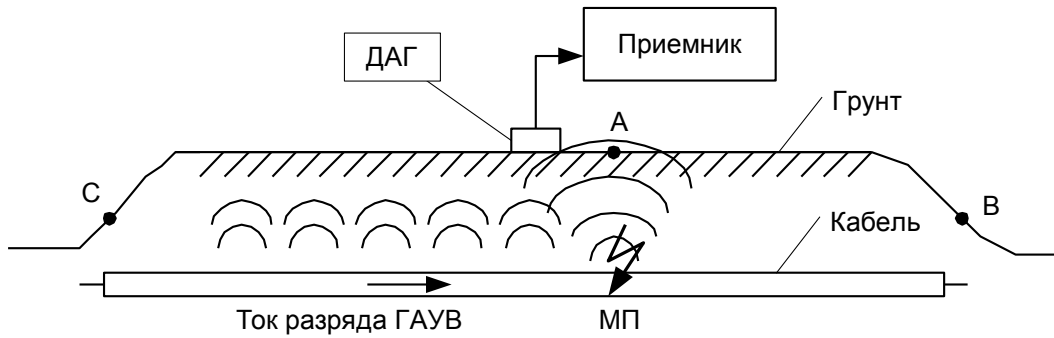 Приемник
ДАГ
Грунт
А
С
В
Кабель
Ток разряда ГАУВ
МП